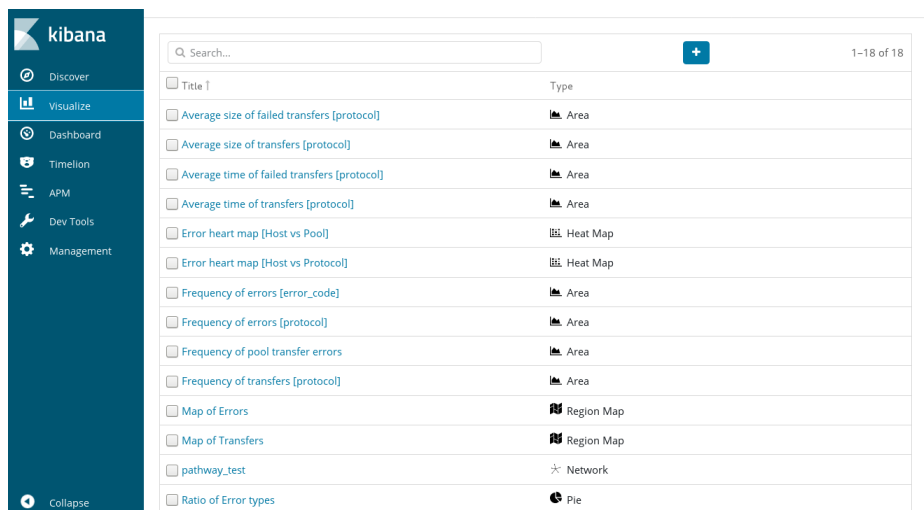 kibana
Discover
Visualize
Dashboard
Timelion
APM
Dev Tools
Management
Collapse
Search...
+
1–18 of 18
Title ↑ Type
Average size of failed transfers [protocol] Area
Average size of transfers [protocol] Area
Average time of failed transfers [protocol] Area
Average time of transfers [protocol] Area
Error heart map [Host vs Pool] Heat Map
Error heart map [Host vs Protocol] Heat Map
Frequency of errors [error_code] Area
Frequency of errors [protocol] Area
Frequency of pool transfer errors Area
Frequency of transfers [protocol] Area
Map of Errors Region Map
Map of Transfers Region Map
pathway_test Network
Ratio of Error types Pie